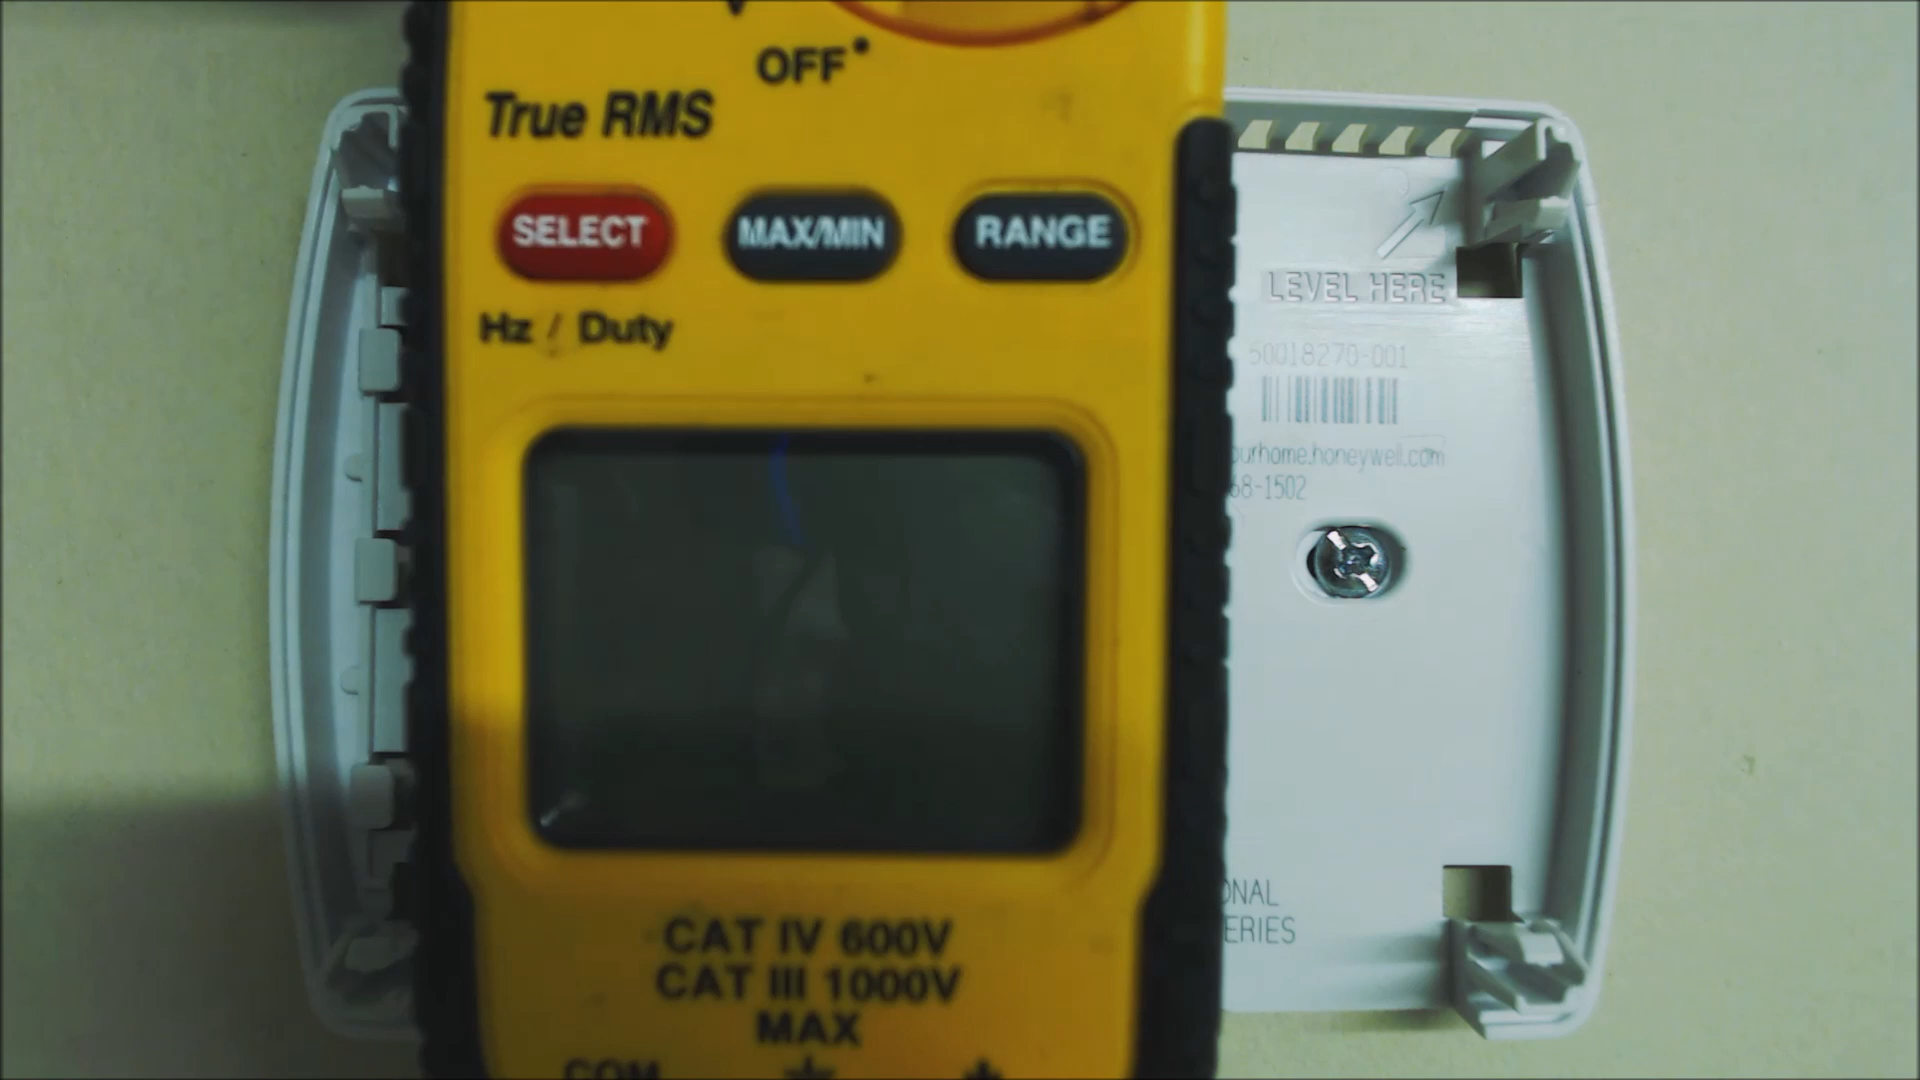 OFF
True RMS
SELECT
MAX/MIN
RANGE
Hz / Duty
CAT IV 600V
CAT III 1000V
MAX
COM
LEVEL HERE
50018270-001
ourhome.honeywell.com
68-1502
ONAL
ERIES